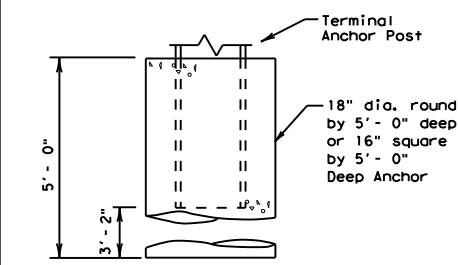 Terminal
Anchor Post
18" dia. round
by 5'- 0" deep
or 16" square
by 5'- 0"
Deep Anchor
5'- 0"
3'- 2"